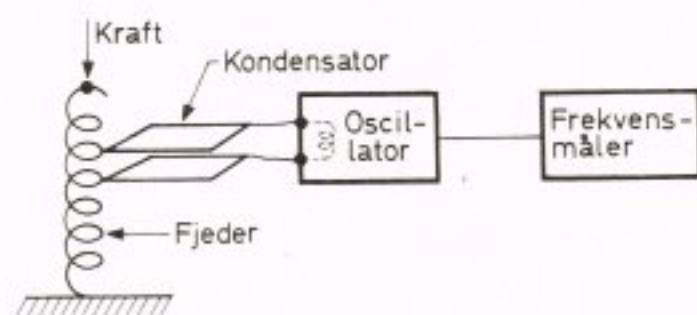 Kraft
Kondensator
Oscil-
lator
Frekvens-
måler
Fjeder